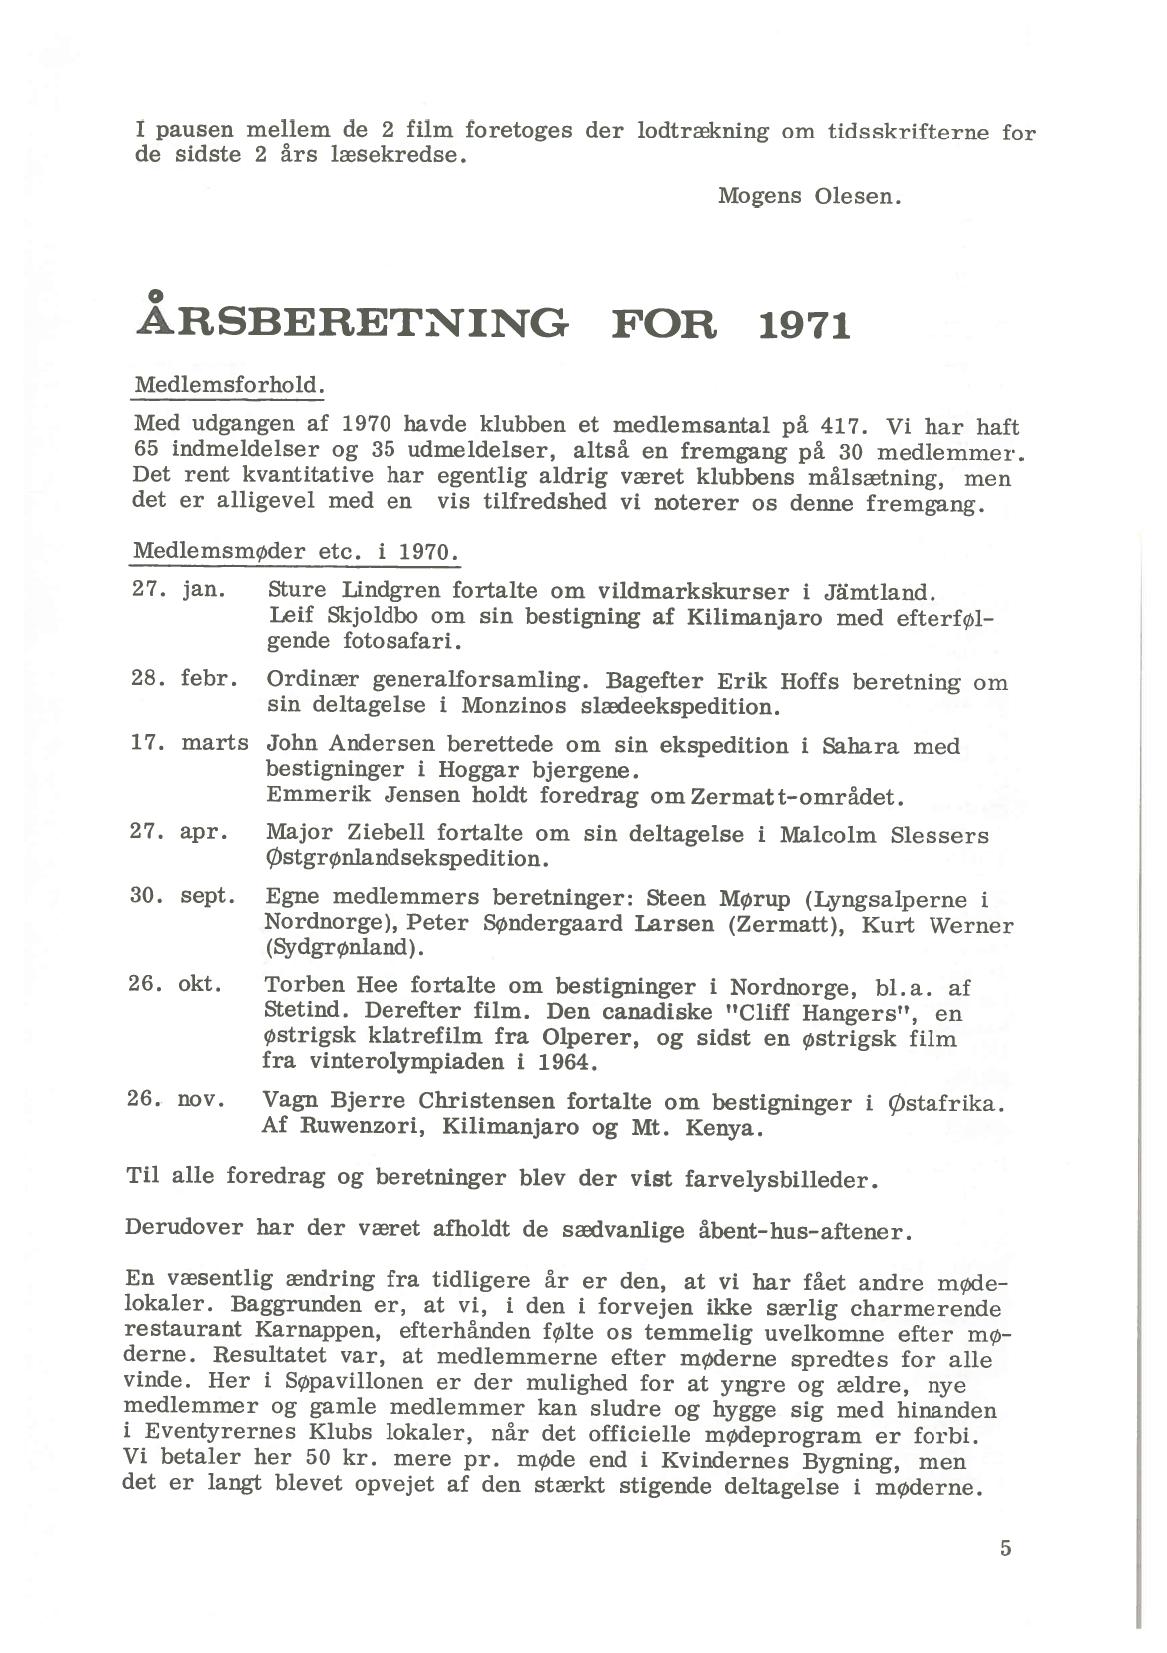 I pausen mellem de 2 film foretoges der lodtrækning om tidsskrifterne for
de sidste 2 års læsekredse.
Mogens Olesen.
ÅRSBERETNING FOR 1971
Medlemsforhold.
Med udgangen af 1970 havde klubben et medlemsantal på 417. Vi har haft
65 indmeldelser og 35 udmeldelser, altså en fremgang på 30 medlemmer.
Det rent kvantitative har egentlig aldrig været klubbens målsætning, men
det er alligevel med en vis tilfredshed vi noterer os denne fremgang.
Medlemsmøder etc. i 1970.
27. jan. Sture Lindgren fortalte om vildmarkskurser i Jämtland.
Leif Skjoldbo om sin bestigning af Kilimanjaro med efterføl-
gende fotosafari.
28. febr. Ordinær generalforsamling. Bagefter Erik Hoffs beretning om
sin deltagelse i Monzinos slædeekspedition.
17. marts John Andersen berettede om sin ekspedition i Sahara med
bestigninger i Hoggar bjergene.
Emmerik Jensen holdt foredrag om Zermatt-området.
27. apr. Major Ziebell fortalte om sin deltagelse i Malcolm Slessers
Østgrønlandsekspedition.
30. sept. Egne medlemmers beretninger: Steen Mørup (Lyngsalperne i
Nordnorge), Peter Søndergaard Larsen (Zermatt), Kurt Werner
(Sydgrønland).
26. okt. Torben Hee fortalte om bestigninger i Nordnorge, bl.a. af
Stetind. Derefter film. Den canadiske "Cliff Hangers", en
østrigsk klatrefilm fra Olperer, og sidst en østrigsk film
fra vinterolympiaden i 1964.
26. nov. Vagn Bjerre Christensen fortalte om bestigninger i Østafrika.
Af Ruwenzori, Kilimanjaro og Mt. Kenya.
Til alle foredrag og beretninger blev der vist farvelysbilleder.
Derudover har der været afholdt de sædvanlige åbent-hus-aftener.
En væsentlig ændring fra tidligere år er den, at vi har fået andre møde-
lokaler. Baggrunden er, at vi, i den i forvejen ikke særlig charmerende
restaurant Karnappen, efterhånden følte os temmelig uvelkomne efter mø-
derne. Resultatet var, at medlemmerne efter møderne spredtes for alle
vinde. Her i Søpavillonen er der mulighed for at yngre og ældre, nye
medlemmer og gamle medlemmer kan sludre og hygge sig med hinanden
i Eventyrernes Klubs lokaler, når det officielle mødeprogram er forbi.
Vi betaler her 50 kr. mere pr. møde end i Kvindernes Bygning, men
det er langt blevet opvejet af den stærkt stigende deltagelse i møderne.
5